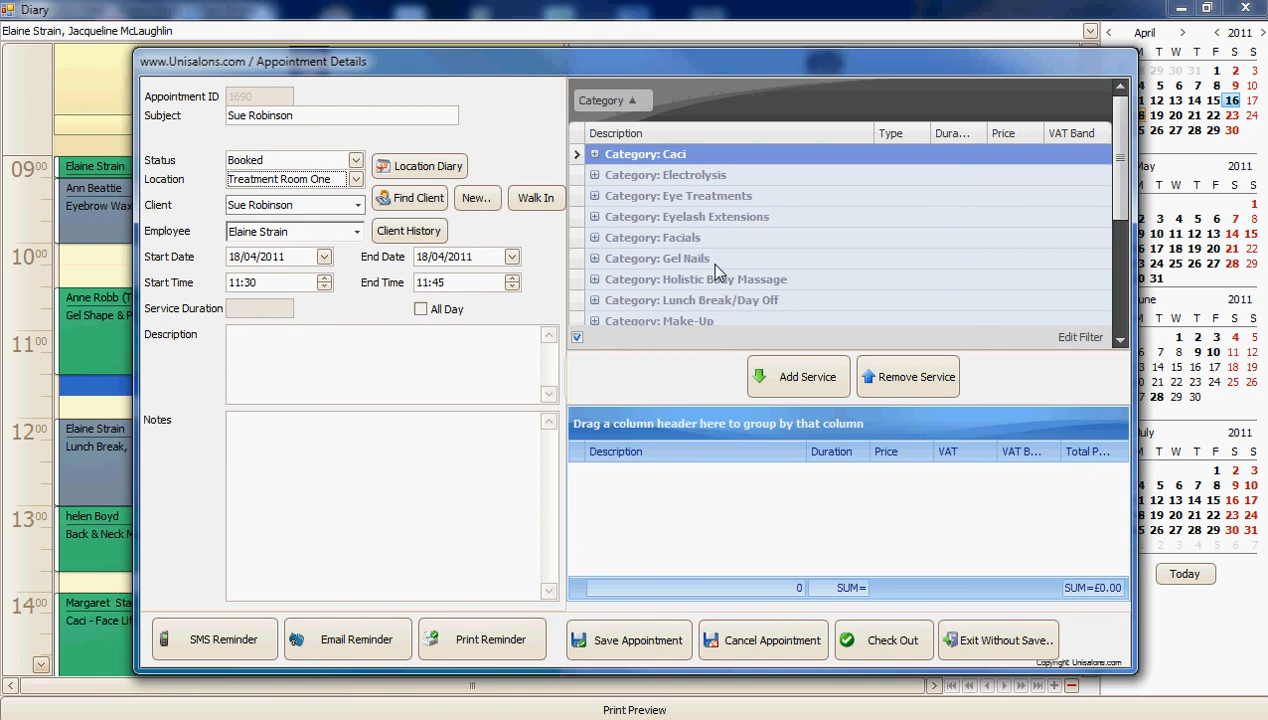 Diary
Elaine Strain, Jacqueline McLaughlin
www.Unisalons.com / Appointment Details
Appointment ID 1690
Subject Sue Robinson
Status Booked
Location Diary
Location Treatment Room One
Client Sue Robinson
Find Client
New..
Walk In
Employee Elaine Strain
Client History
Start Date 18/04/2011
End Date 18/04/2011
Start Time 11:30
End Time 11:45
Service Duration
All Day
Description
Notes
Category
Description Type Dura... Price VAT Band
Category: Caci
Category: Electrolysis
Category: Eye Treatments
Category: Eyelash Extensions
Category: Facials
Category: Gel Nails
Category: Holistic Body Massage
Category: Lunch Break/Day Off
Category: Make-Up
Edit Filter
Add Service
Remove Service
Drag a column header here to group by that column
Description Duration Price VAT VAT B... Total P...
0 SUM= SUM=£0.00
SMS Reminder
Email Reminder
Print Reminder
Save Appointment
Cancel Appointment
Check Out
Exit Without Save..
Copyright Unisalons.com
09 00
Elaine Strain
Ann Beattie
Eyebrow Wax
10 00
Anne Robb (T
Gel Shape & P
11 00
12 00
Elaine Strain
Lunch Break,
13 00
helen Boyd
Back & Neck M
14 00
Margaret Sta
Caci - Face Lif
April 2011
T W T F S S
29 30 31 1 2 3
5 6 7 8 9 10
12 13 14 15 16 17
19 20 21 22 23 24
26 27 28 29 30
2011
T W T F S S
1
3 4 5 6 7 8
10 11 12 13 14 15
17 18 19 20 21 22
24 25 26 27 28 29
31
2011
T W T F S S
1 2 3 4 5
7 8 9 10 11 12
14 15 16 17 18 19
21 22 23 24 25 26
28 29 30
2011
T W T F S S
1 2 3
5 6 7 8 9 10
12 13 14 15 16 17
19 20 21 22 23 24
26 27 28 29 30 31
2 3 4 5 6 7
Today
Print Preview